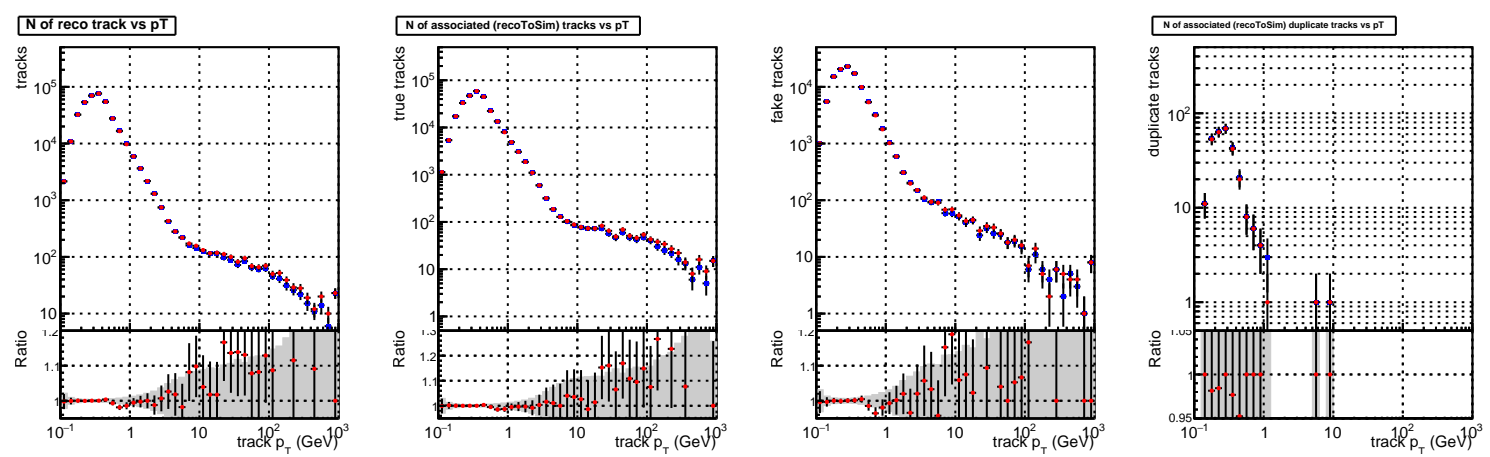 N of reco track vs pT
tracks
10^5
10^4
10^3
10^2
10
Ratio
1.2
1.1
1
10^-1 1 10 10^2 10^3
track p_T (GeV)
N of associated (recoToSim) tracks vs pT
true tracks
10^5
10^4
10^3
10^2
10
1
Ratio
1.3
1.2
1.1
1
10^-1 1 10 10^2 10^3
track p_T (GeV)
fake tracks
10^4
10^3
10^2
10
1
Ratio
1.2
1.1
1
10^-1 1 10 10^2 10^3
track p_T (GeV)
N of associated (recoToSim) duplicate tracks vs pT
duplicate tracks
10^2
10
1
Ratio
1.05
1
0.95
10^-1 1 10 10^2 10^3
track p_T (GeV)